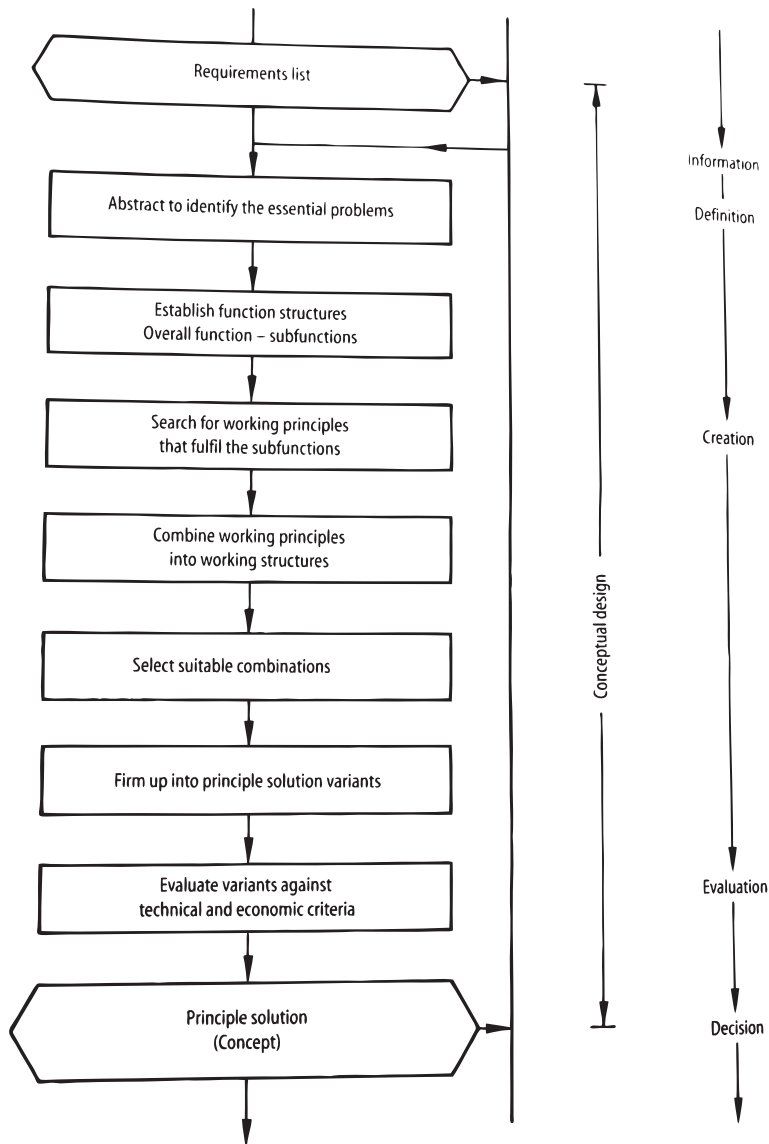 Requirements list
Abstract to identify the essential problems
Establish function structures
Overall function – subfunctions
Search for working principles
that fulfil the subfunctions
Combine working principles
into working structures
Select suitable combinations
Firm up into principle solution variants
Evaluate variants against
technical and economic criteria
Principle solution
(Concept)
Conceptual design
Information
Definition
Creation
Evaluation
Decision